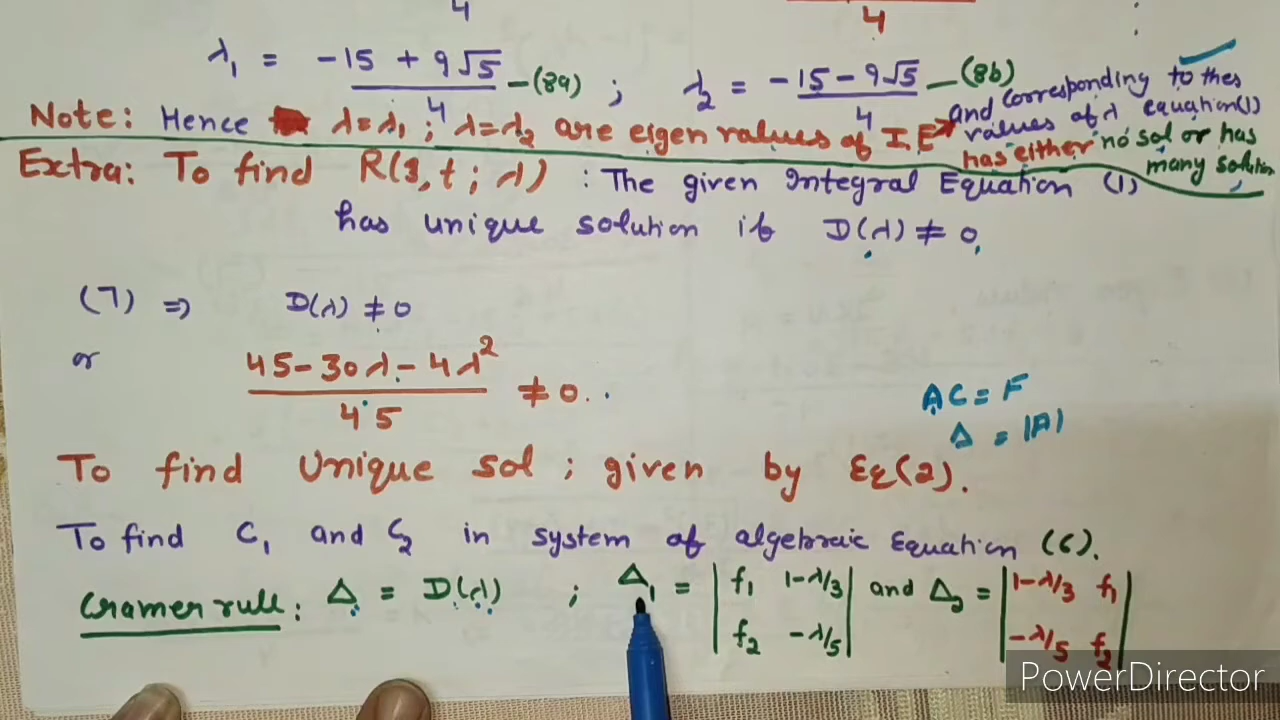 4
4
λ₁ = -15 + 9√5 / 4 —(8a) ; λ₂ = -15 - 9√5 / 4 —(8b)
and corresponding to thes
values of λ equation(1)
has either no sol or has
many solution
Note: Hence λ=λ₁ ; λ=λ₂ are eigen values of I.E
Extra: To find R(s,t;λ) : The given Integral Equation (1)
has unique solution if D(λ) ≠ 0,
(7) ⇒ D(λ) ≠ 0
or 45-30λ-4λ² / 45 ≠ 0.
AC = F
Δ = |A|
To find Unique sol ; given by Eq(2).
To find C₁ and C₂ in system of algebraic Equation (6).
Cramer rull: Δ = D(λ) ; Δ₁ = | f₁ 1-λ/3 | and Δ₂ = | 1-λ/3 f₁ |
| f₂ -λ/5 | | -λ/5 f₂ |
PowerDirector